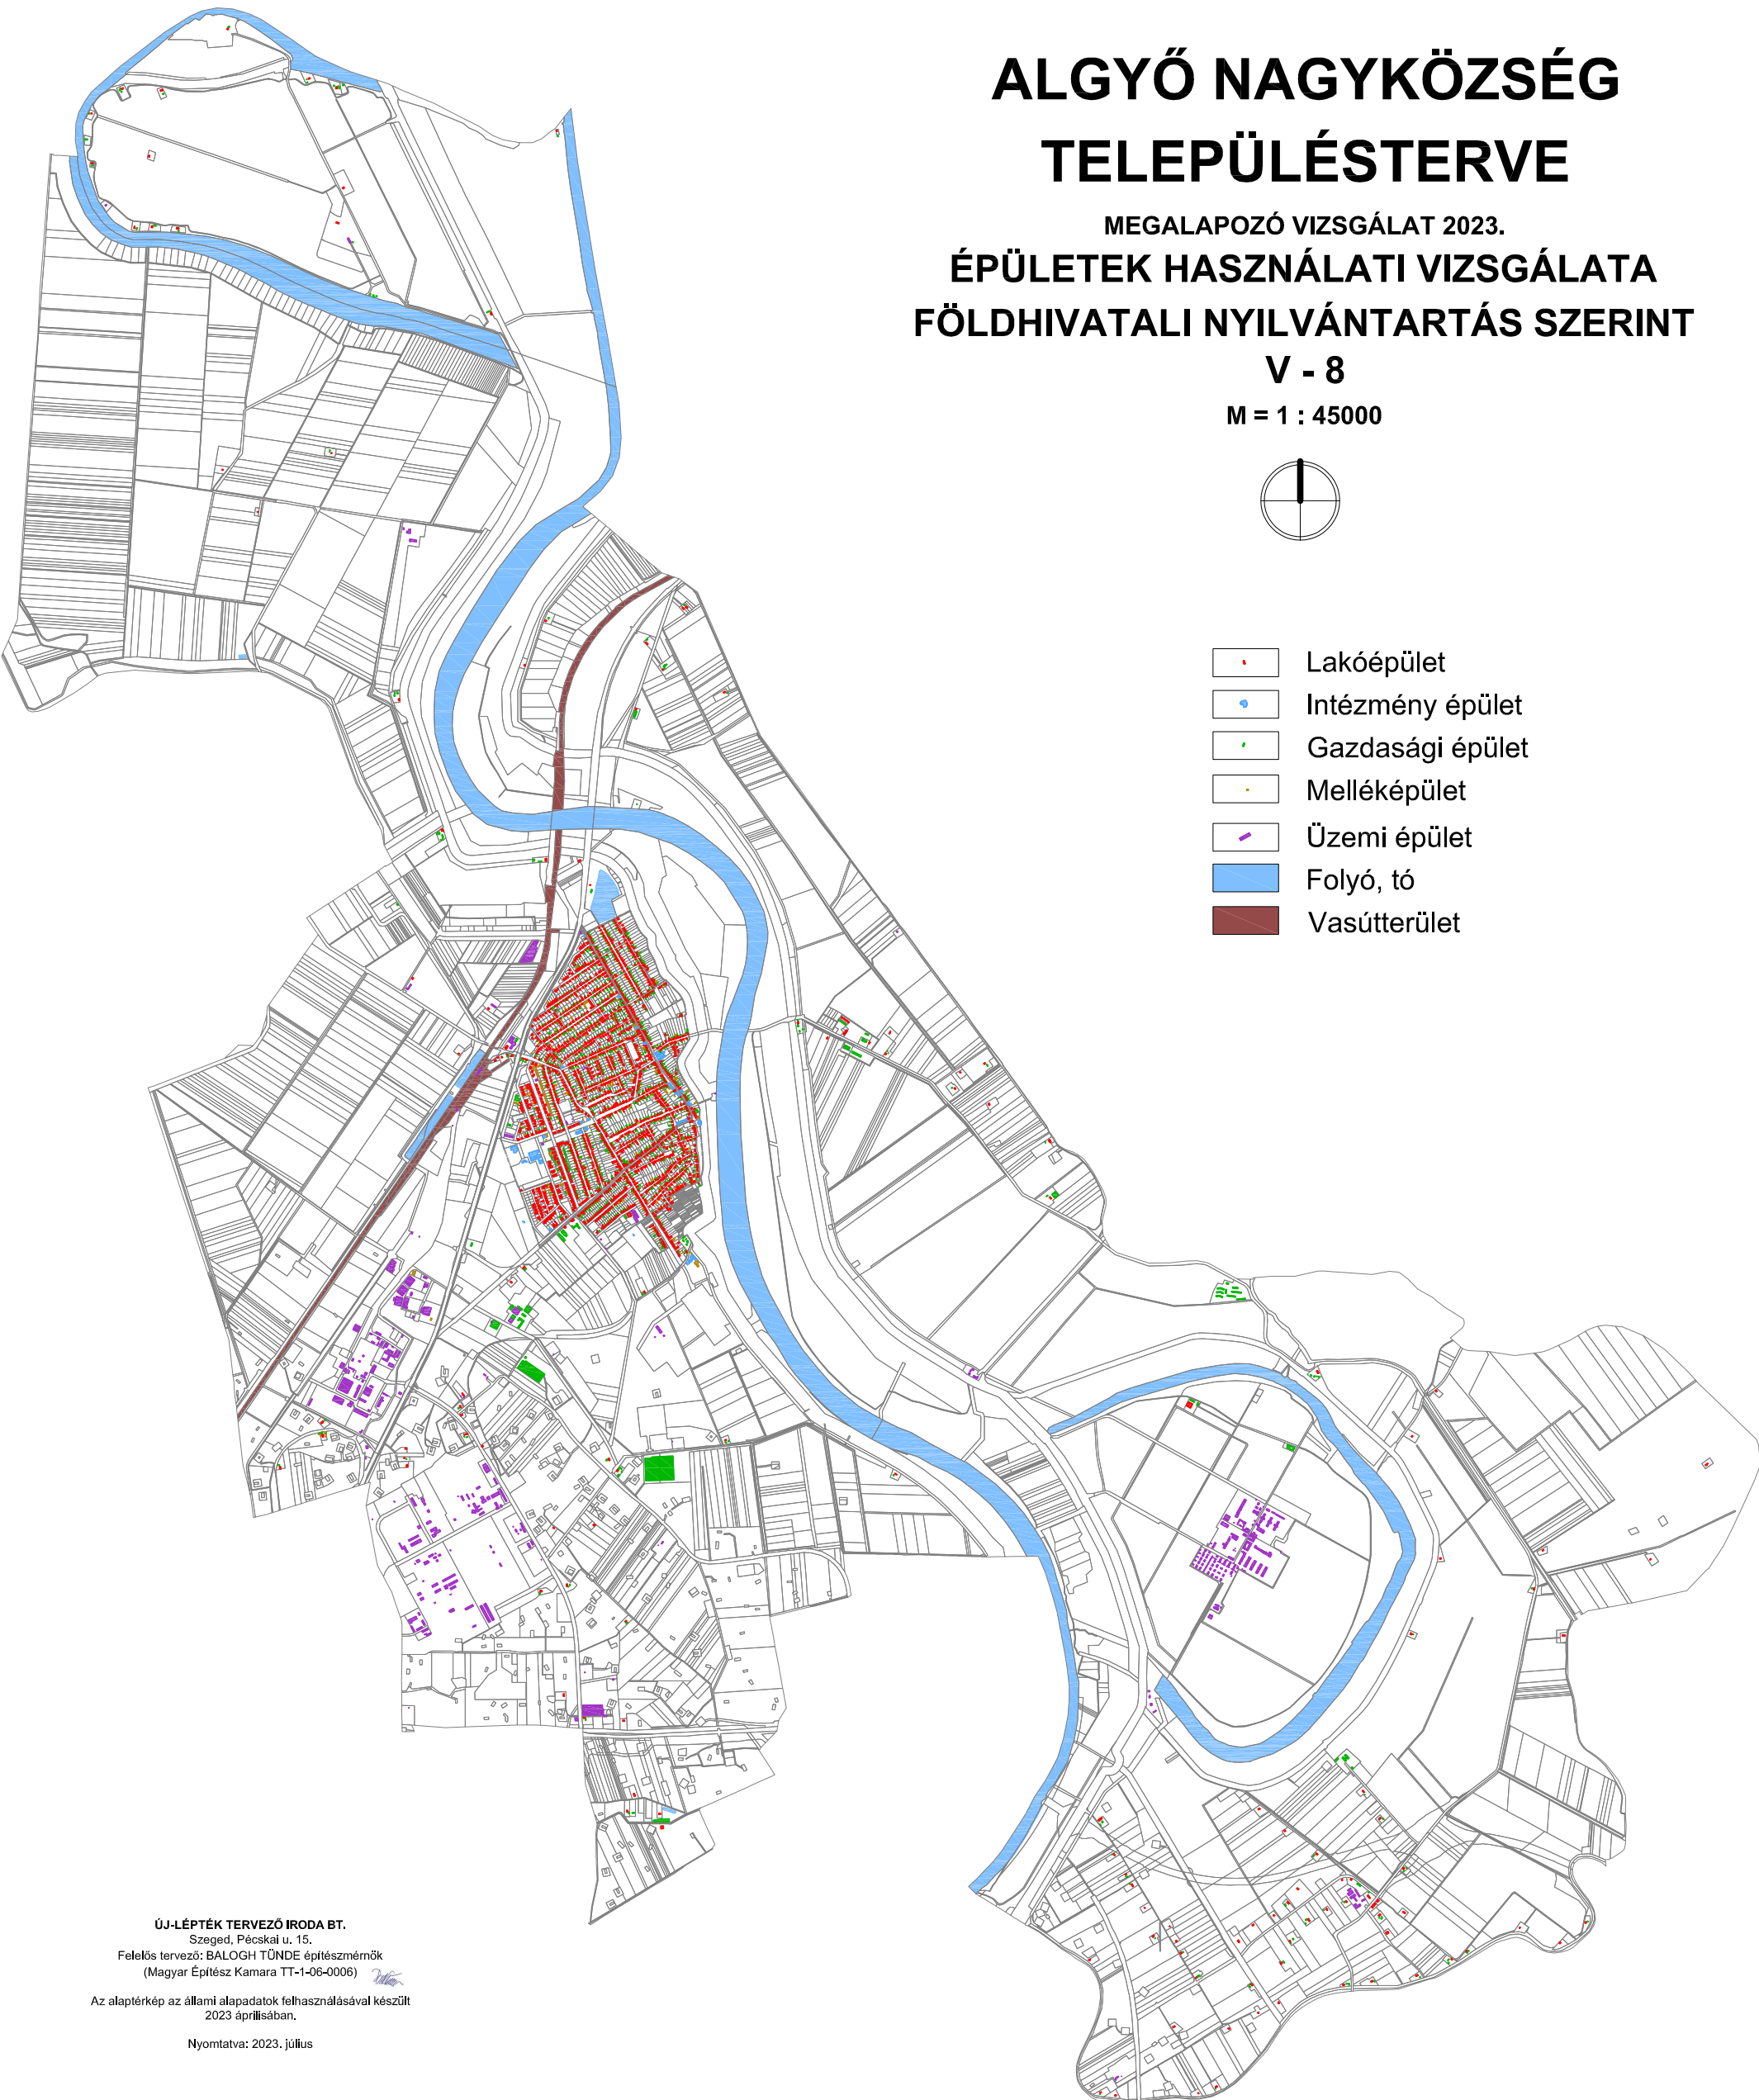 ALGYŐ NAGYKÖZSÉG
TELEPÜLÉSTERVE
MEGALAPOZÓ VIZSGÁLAT 2023.
ÉPÜLETEK HASZNÁLATI VIZSGÁLATA
FÖLDHIVATALI NYILVÁNTARTÁS SZERINT
V - 8
M = 1 : 45000
Lakóépület
Intézmény épület
Gazdasági épület
Melléképület
Üzemi épület
Folyó, tó
Vasútterület
ÚJ-LÉPTÉK TERVEZŐ IRODA BT.
Szeged, Pécskai u. 15.
Felelős tervező: BALOGH TÜNDE építészmérnök
(Magyar Építész Kamara TT-1-06-0006)
Az alaptérkép az állami alapadatok felhasználásával készült
2023 áprilisában.
Nyomtatva: 2023. július